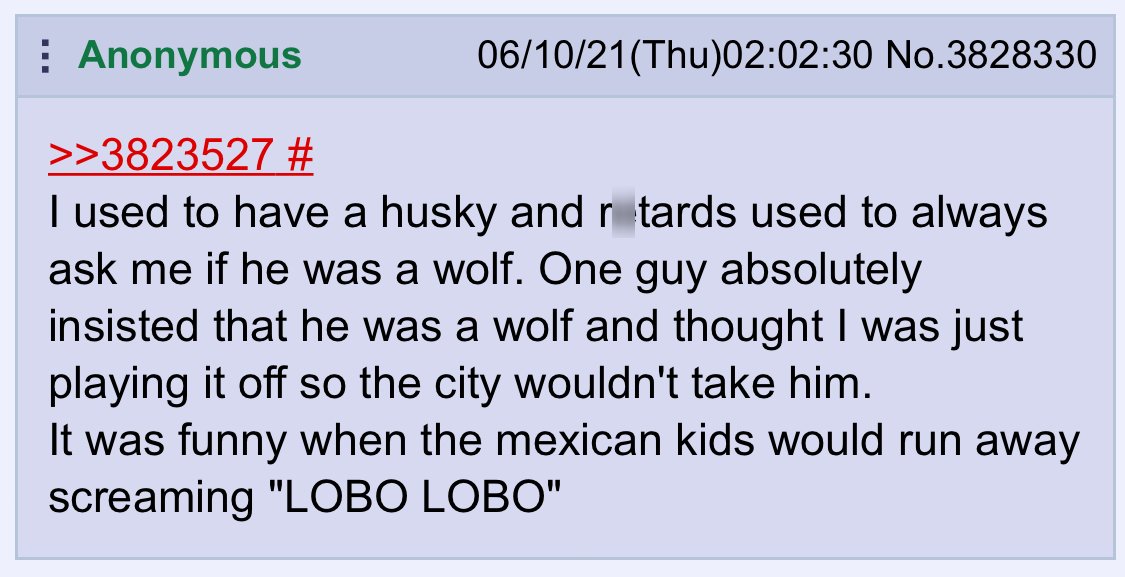 Anonymous 06/10/21(Thu)02:02:30 No.3828330
>>3823527 #
I used to have a husky and retards used to always
ask me if he was a wolf. One guy absolutely
insisted that he was a wolf and thought I was just
playing it off so the city wouldn't take him.
It was funny when the mexican kids would run away
screaming "LOBO LOBO"